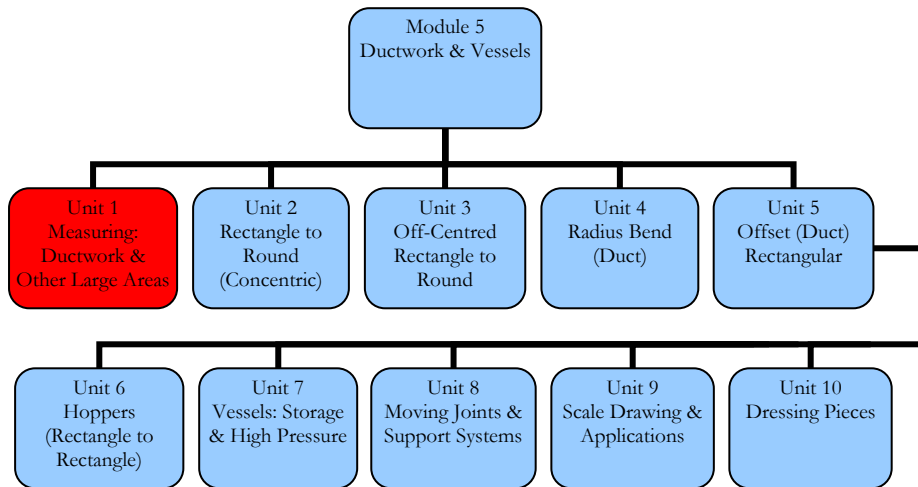 Module 5
Ductwork & Vessels
Unit 1
Measuring:
Ductwork &
Other Large Areas
Unit 2
Rectangle to
Round
(Concentric)
Unit 3
Off-Centred
Rectangle to
Round
Unit 4
Radius Bend
(Duct)
Unit 5
Offset (Duct)
Rectangular
Unit 6
Hoppers
(Rectangle to
Rectangle)
Unit 7
Vessels: Storage
& High Pressure
Unit 8
Moving Joints &
Support Systems
Unit 9
Scale Drawing &
Applications
Unit 10
Dressing Pieces